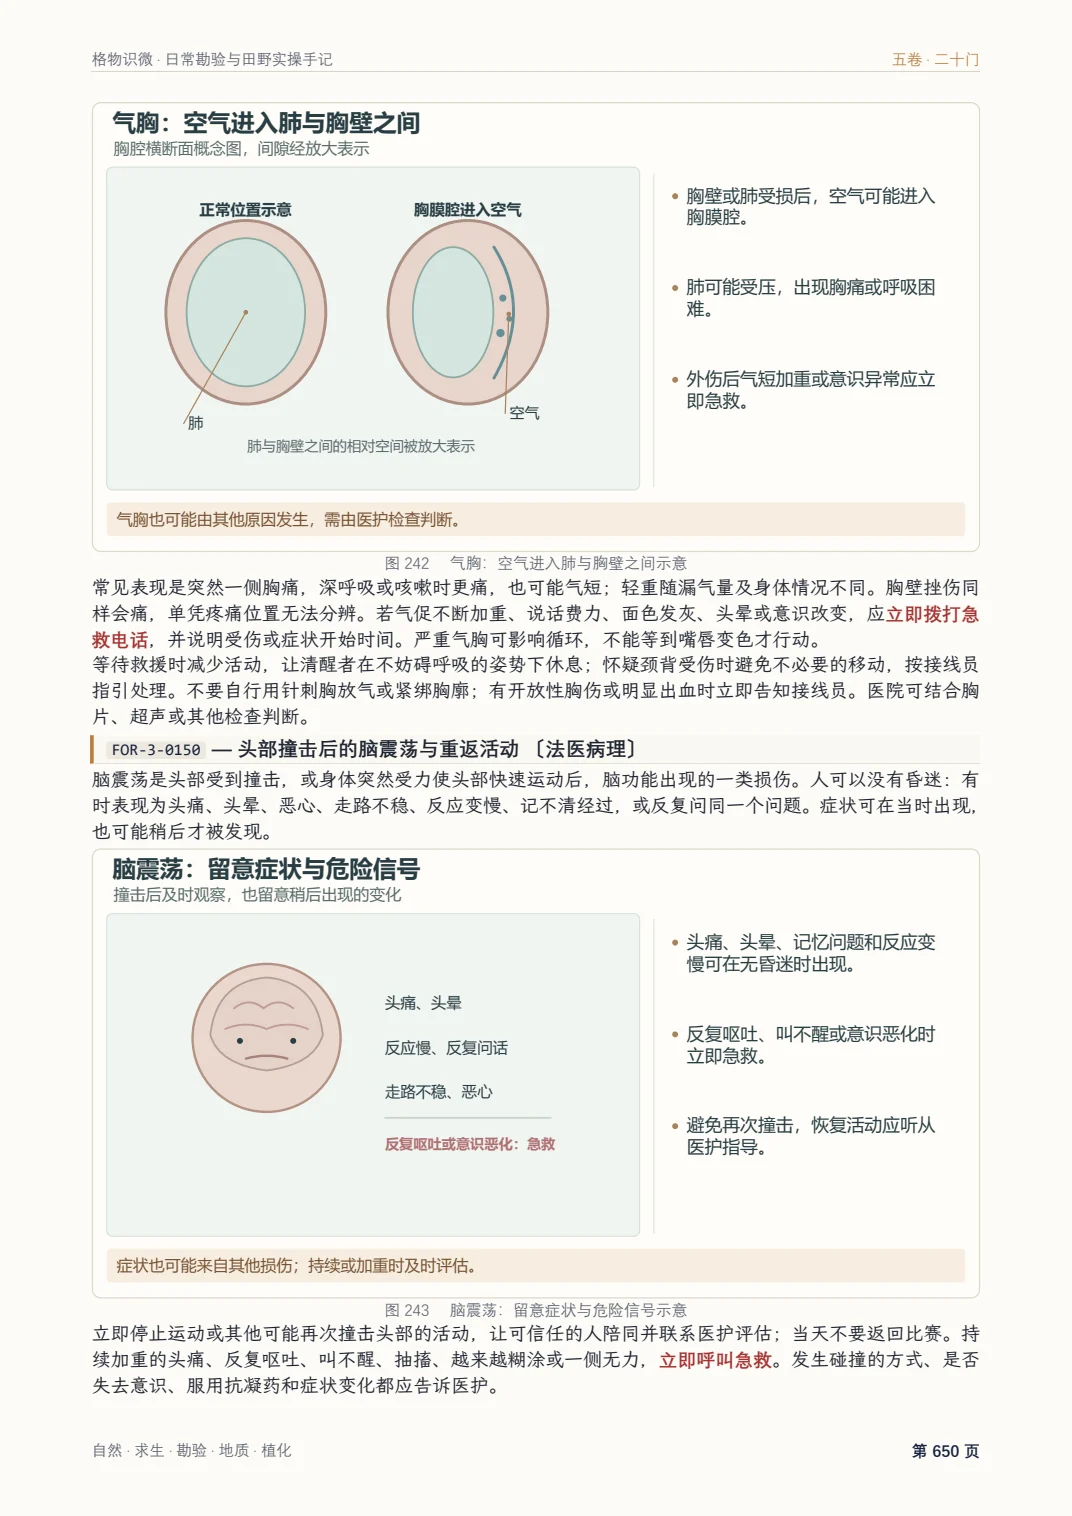 格物识微 · 日常勘验与田野实操手记
五卷 · 二十门
气胸：空气进入肺与胸壁之间
胸腔横断面概念图，间隙经放大表示
正常位置示意
胸膜腔进入空气
肺
空气
肺与胸壁之间的相对空间被放大表示
• 胸壁或肺受损后，空气可能进入
胸膜腔。
• 肺可能受压，出现胸痛或呼吸困
难。
• 外伤后气短加重或意识异常应立
即急救。
气胸也可能由其他原因发生，需由医护检查判断。
图 242 气胸：空气进入肺与胸壁之间示意
常见表现是突然一侧胸痛，深呼吸或咳嗽时更痛，也可能气短；轻重随漏气量及身体情况不同。胸壁挫伤同
样会痛，单凭疼痛位置无法分辨。若气促不断加重、说话费力、面色发灰、头晕或意识改变，应立即拨打急
救电话，并说明受伤或症状开始时间。严重气胸可影响循环，不能等到嘴唇变色才行动。
等待救援时减少活动，让清醒者在不妨碍呼吸的姿势下休息；怀疑颈背受伤时避免不必要的移动，按接线员
指引处理。不要自行用针刺胸放气或紧绑胸廓；有开放性胸伤或明显出血时立即告知接线员。医院可结合胸
片、超声或其他检查判断。
FOR-3-0150 — 头部撞击后的脑震荡与重返活动 〔法医病理〕
脑震荡是头部受到撞击，或身体突然受力使头部快速运动后，脑功能出现的一类损伤。人可以没有昏迷：有
时表现为头痛、头晕、恶心、走路不稳、反应变慢、记不清经过，或反复问同一个问题。症状可在当时出现，
也可能稍后才被发现。
脑震荡：留意症状与危险信号
撞击后及时观察，也留意稍后出现的变化
头痛、头晕
反应慢、反复问话
走路不稳、恶心
反复呕吐或意识恶化：急救
• 头痛、头晕、记忆问题和反应变
慢可在无昏迷时出现。
• 反复呕吐、叫不醒或意识恶化时
立即急救。
• 避免再次撞击，恢复活动应听从
医护指导。
症状也可能来自其他损伤；持续或加重时及时评估。
图 243 脑震荡：留意症状与危险信号示意
立即停止运动或其他可能再次撞击头部的活动，让可信任的人陪同并联系医护评估；当天不要返回比赛。持
续加重的头痛、反复呕吐、叫不醒、抽搐、越来越糊涂或一侧无力，立即呼叫急救。发生碰撞的方式、是否
失去意识、服用抗凝药和症状变化都应告诉医护。
自然 · 求生 · 勘验 · 地质 · 植化
第 650 页